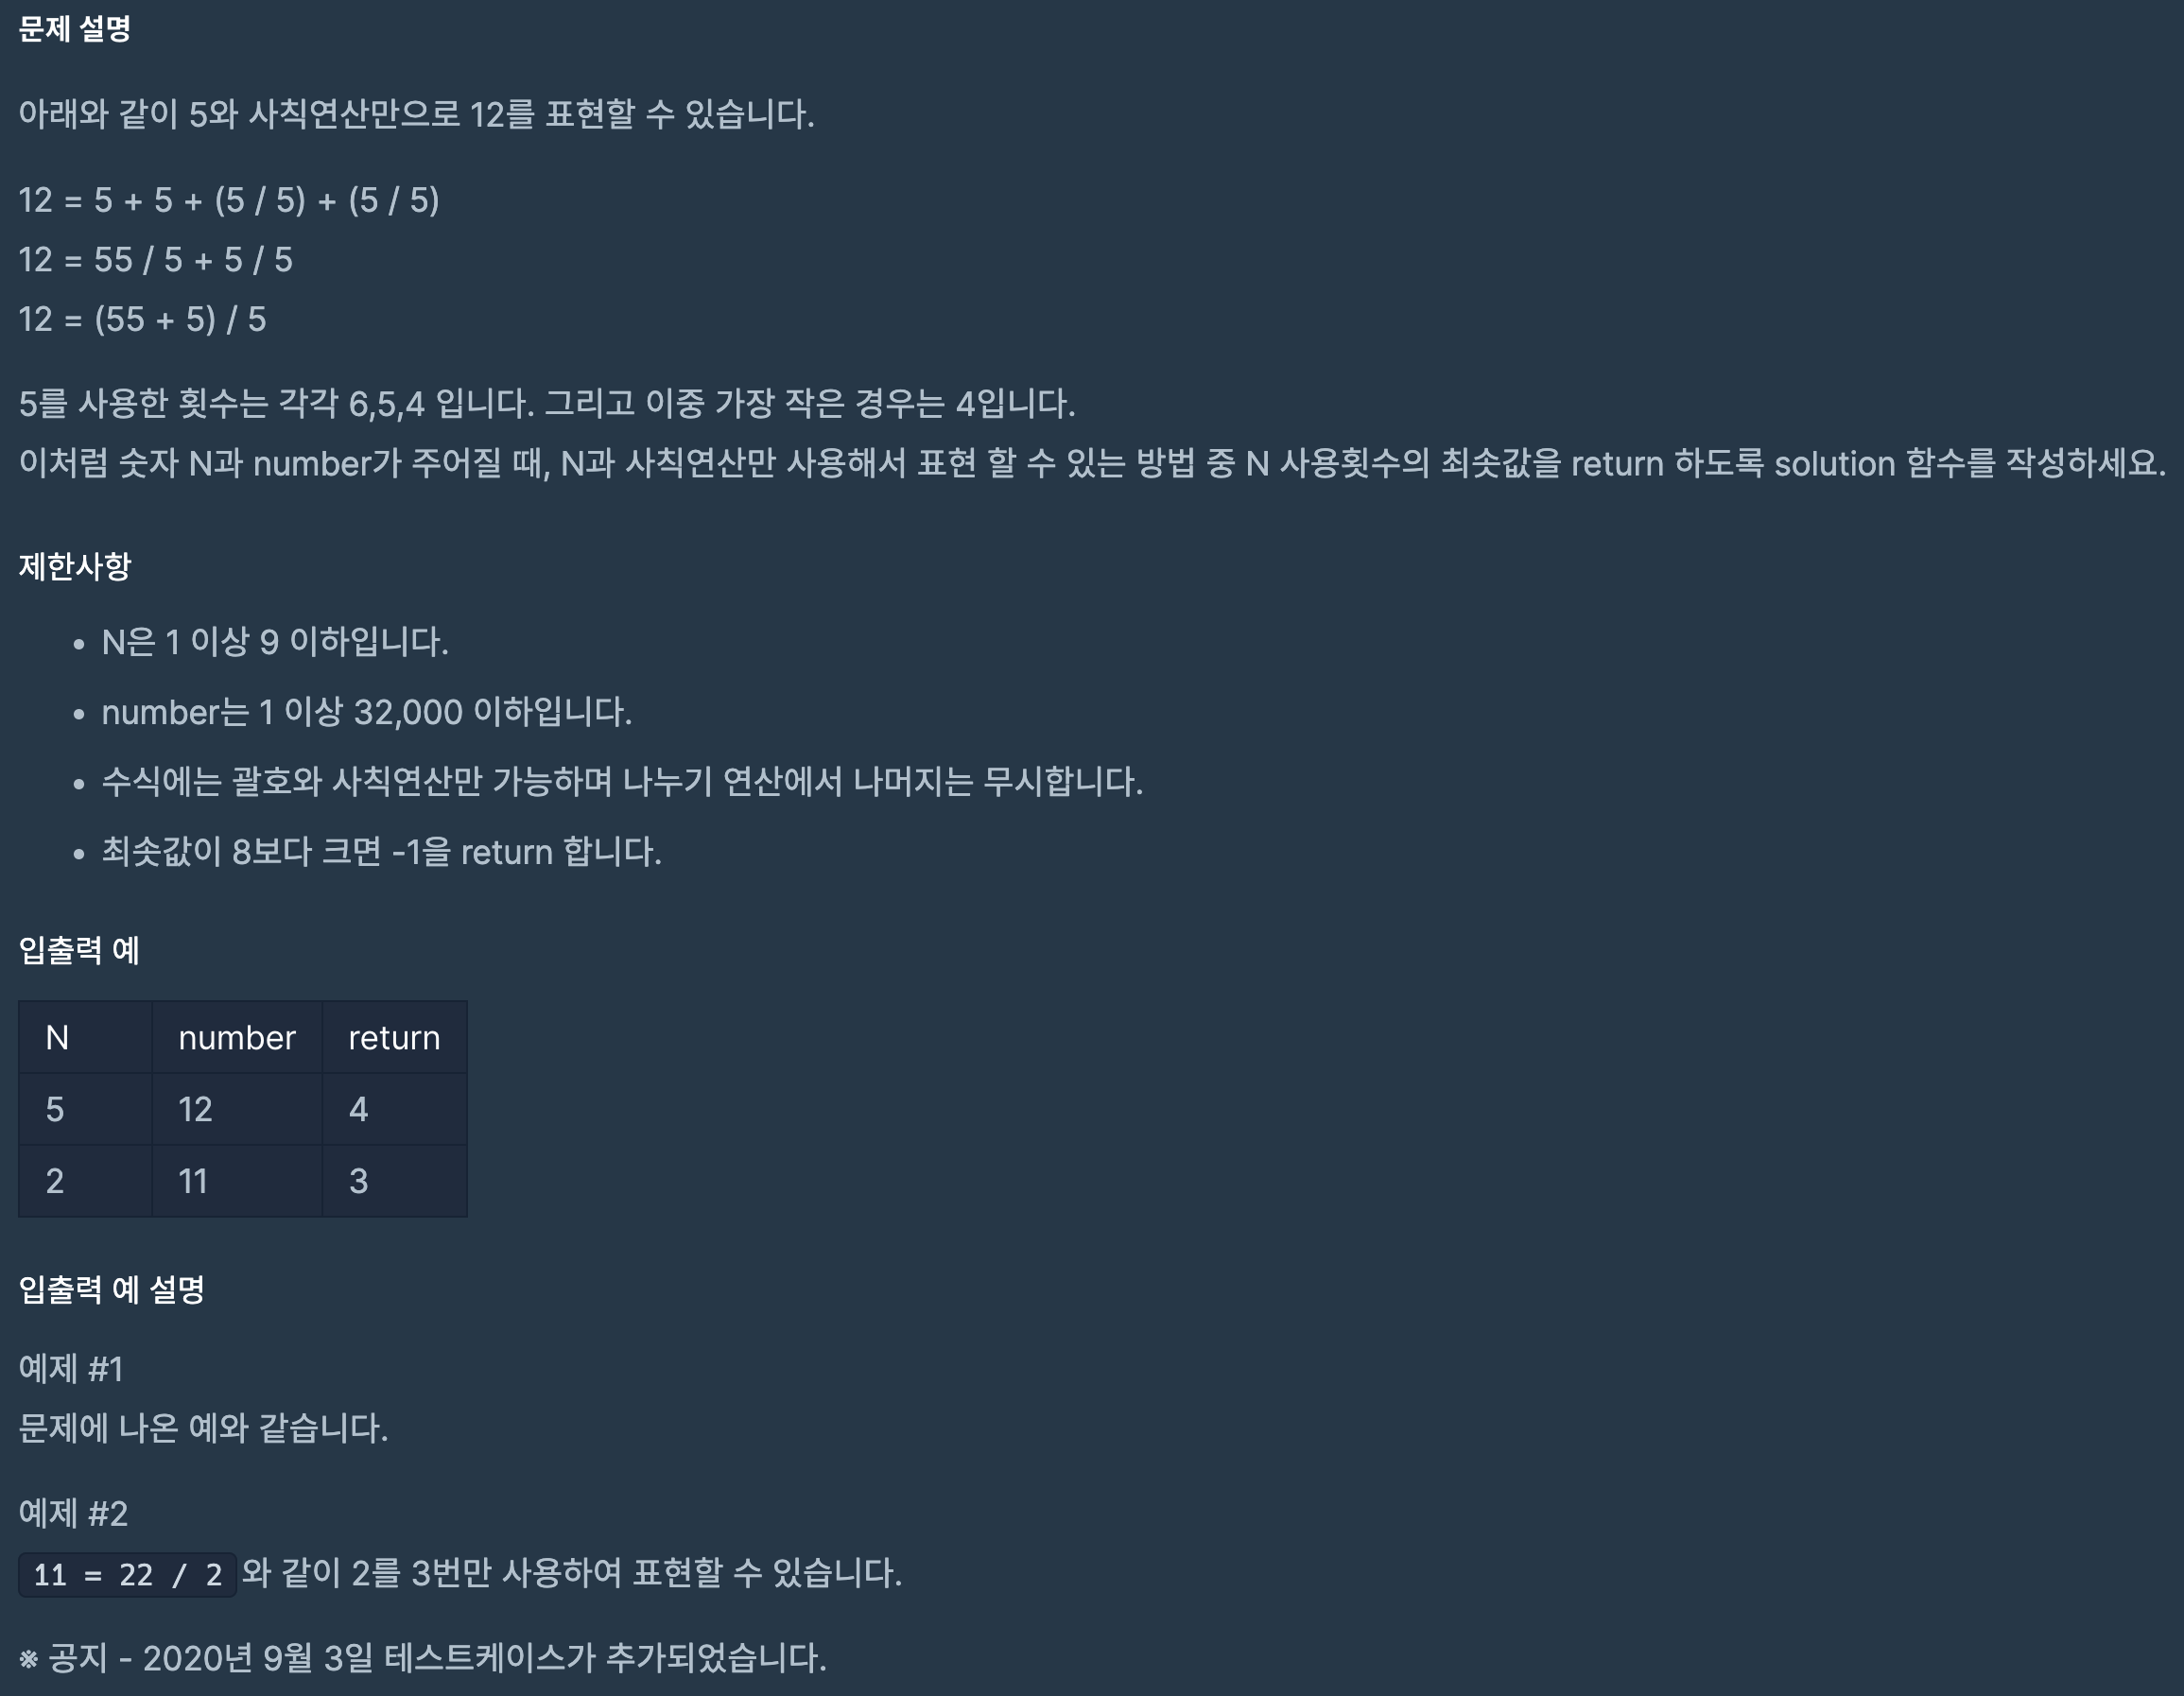 문제 설명
아래와 같이 5와 사칙연산만으로 12를 표현할 수 있습니다.
12 = 5 + 5 + (5 / 5) + (5 / 5)
12 = 55 / 5 + 5 / 5
12 = (55 + 5) / 5
5를 사용한 횟수는 각각 6,5,4 입니다. 그리고 이중 가장 작은 경우는 4입니다.
이처럼 숫자 N과 number가 주어질 때, N과 사칙연산만 사용해서 표현 할 수 있는 방법 중 N 사용횟수의 최솟값을 return 하도록 solution 함수를 작성하세요.
제한사항
• N은 1 이상 9 이하입니다.
• number는 1 이상 32,000 이하입니다.
• 수식에는 괄호와 사칙연산만 가능하며 나누기 연산에서 나머지는 무시합니다.
• 최솟값이 8보다 크면 -1을 return 합니다.
입출력 예
N number return
5 12 4
2 11 3
입출력 예 설명
예제 #1
문제에 나온 예와 같습니다.
예제 #2
11 = 22 / 2 와 같이 2를 3번만 사용하여 표현할 수 있습니다.
※ 공지 - 2020년 9월 3일 테스트케이스가 추가되었습니다.